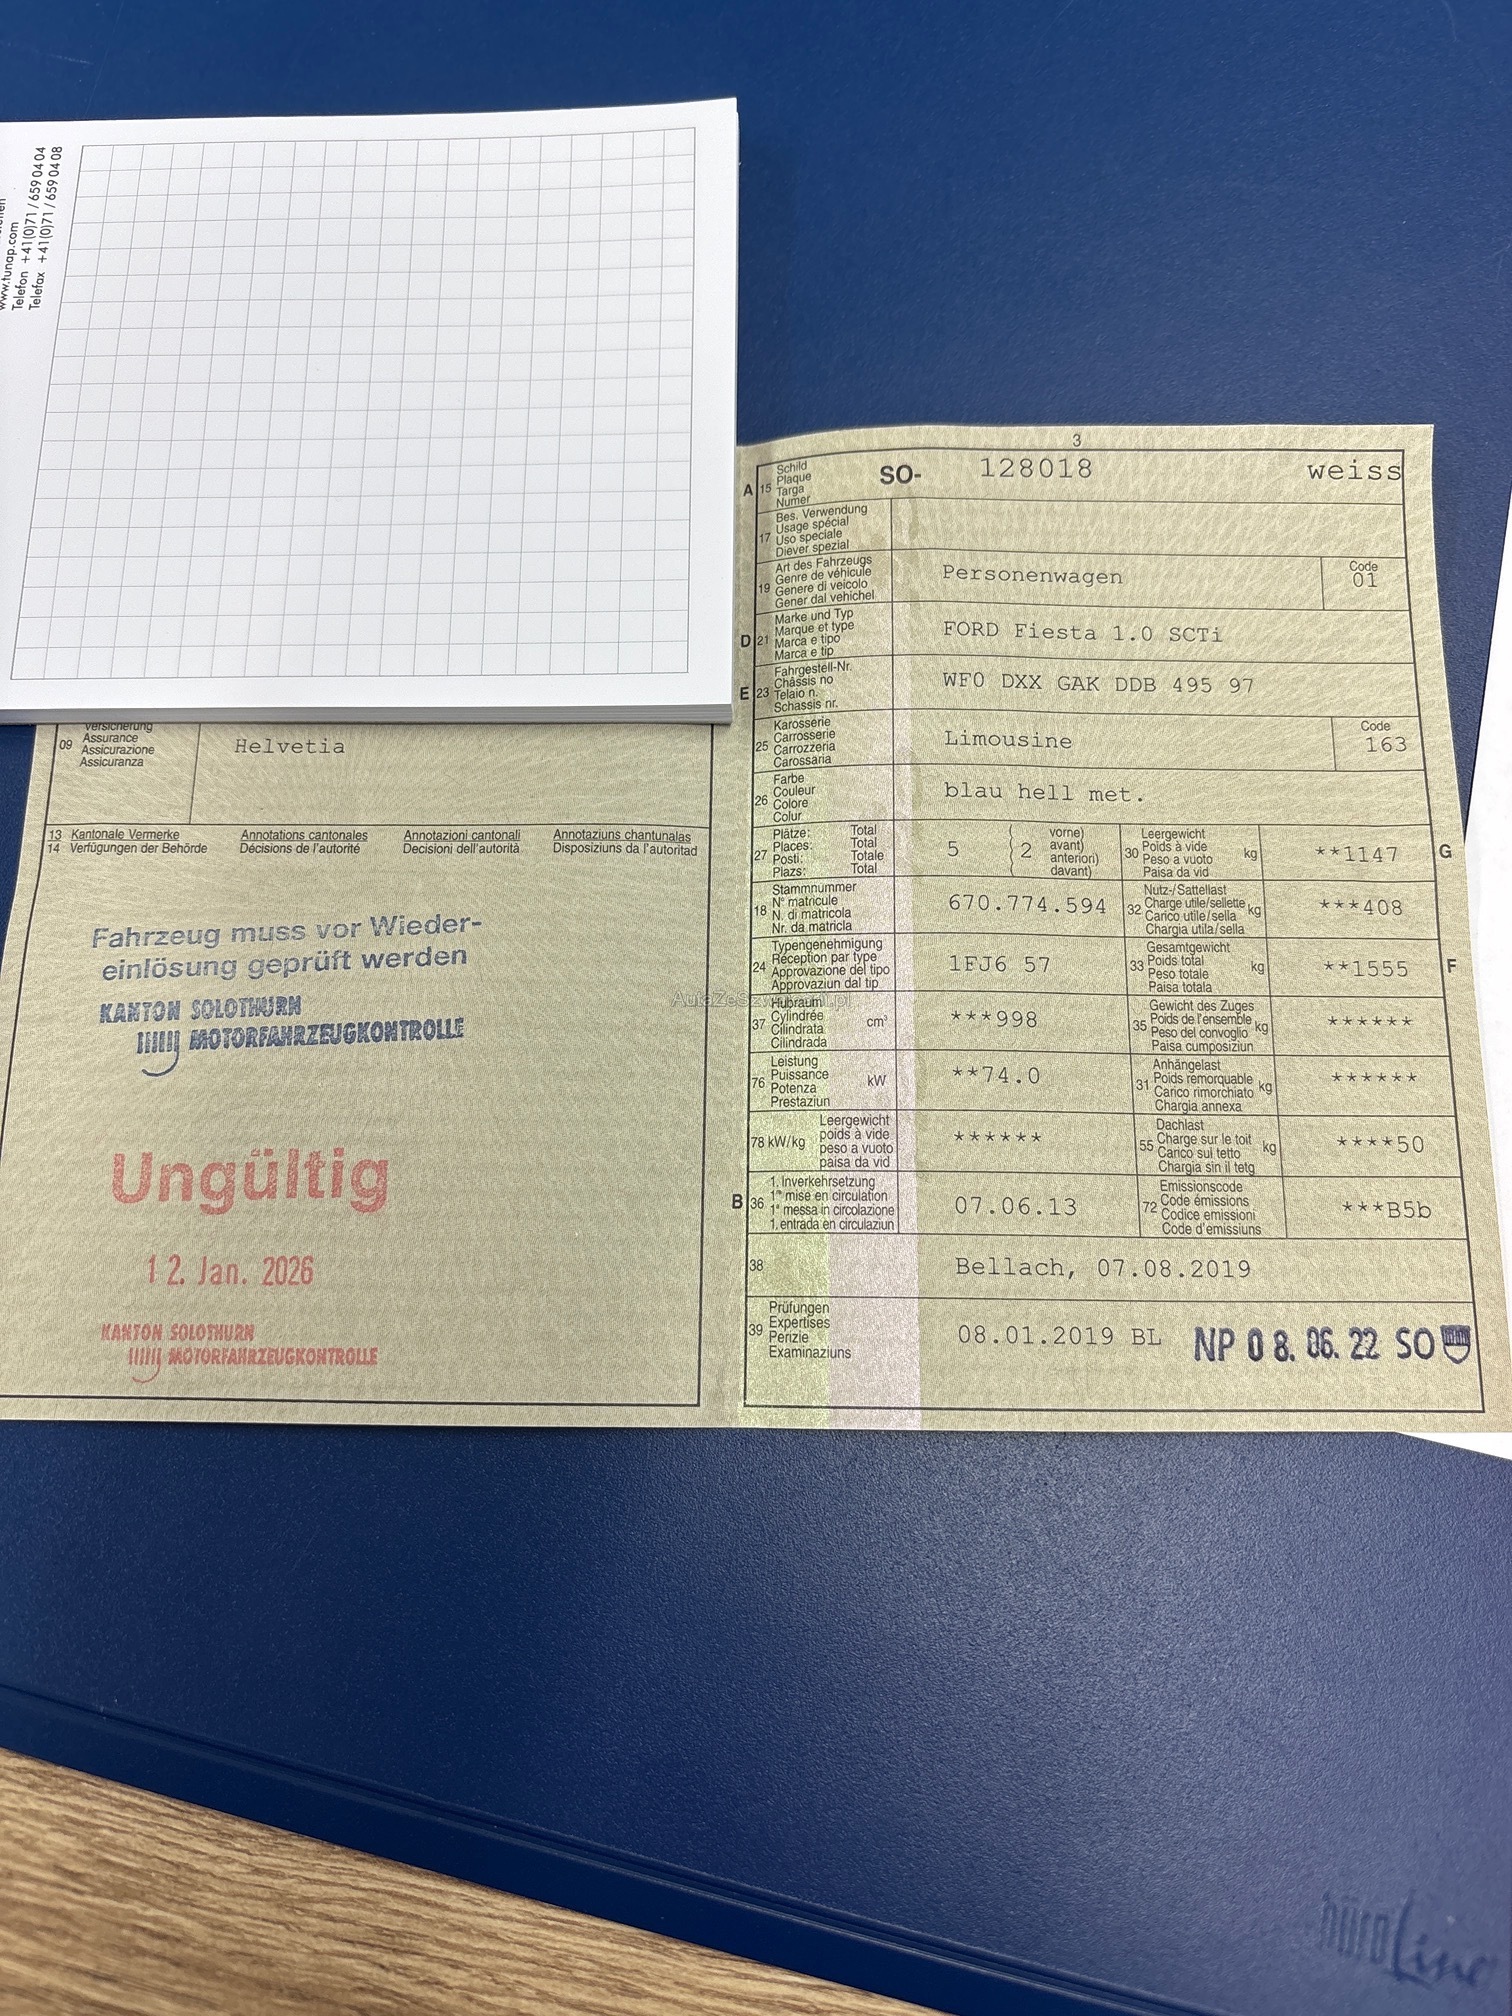 www.tunap.com
Telefon +41(0)71 / 659 04 04
Telefax +41(0)71 / 659 04 08
Versicherung
09 Assurance
Assicurazione
Assicuranza
Helvetia
13 Kantonale Vermerke Annotations cantonales Annotazioni cantonali Annotaziuns chantunalas
14 Verfügungen der Behörde Décisions de l'autorité Decisioni dell'autorità Disposiziuns da l'autoritad
Fahrzeug muss vor Wieder-
einlösung geprüft werden
KANTON SOLOTHURN
MOTORFAHRZEUGKONTROLLE
Ungültig
12. Jan. 2026
KANTON SOLOTHURN
MOTORFAHRZEUGKONTROLLE
3
A 15 Schild
Plaque
Targa
Numer
SO- 128018 weiss
17 Bes. Verwendung
Usage spécial
Uso speciale
Diever spezial
19 Art des Fahrzeugs
Genre de véhicule
Genere di veicolo
Gener dal vehichel
Personenwagen
Code
01
D 21 Marke und Typ
Marque et type
Marca e tipo
Marca e tip
FORD Fiesta 1.0 SCTi
E 23 Fahrgestell-Nr.
Châssis no
Telaio n.
Schassis nr.
WF0 DXX GAK DDB 495 97
25 Karosserie
Carrosserie
Carrozzeria
Carossaria
Limousine
Code
163
26 Farbe
Couleur
Colore
Colur
blau hell met.
27 Plätze: Total
Places: Total
Posti: Totale
Plazs: Total
5 ( 2 vorne)
avant)
anteriori)
davant)
30 Leergewicht
Poids à vide
Peso a vuoto
Paisa da vid
kg **1147 G
18 Stammnummer
N° matricule
N. di matricola
Nr. da matricla
670.774.594
32 Nutz-/Sattellast
Charge utile/sellette
Carico utile/sella
Chargia utila/sella
kg ***408
24 Typengenehmigung
Réception par type
Approvazione del tipo
Approvaziun dal tip
1FJ6 57
33 Gesamtgewicht
Poids total
Peso totale
Paisa totala
kg **1555 F
37 Hubraum
Cylindrée
Cilindrata
Cilindrada
cm³ ***998
35 Gewicht des Zuges
Poids de l'ensemble
Peso del convoglio
Paisa cumposiziun
kg ******
76 Leistung
Puissance
Potenza
Prestaziun
kW **74.0
31 Anhängelast
Poids remorquable
Carico rimorchiato
Chargia annexa
kg ******
78 kW/kg Leergewicht
poids à vide
peso a vuoto
paisa da vid
******
55 Dachlast
Charge sur le toit
Carico sul tetto
Chargia sin il tetg
kg ****50
B 36 1. Inverkehrsetzung
1re mise en circulation
1a messa in circolazione
1. entrada en circulaziun
07.06.13
72 Emissionscode
Code émissions
Codice emissioni
Code d'emissiuns
***B5b
38 Bellach, 07.08.2019
39 Prüfungen
Expertises
Perizie
Examinaziuns
08.01.2019 BL NP 08. 06. 22 SO
AutaZeSzwajcarii.pl
büroLine